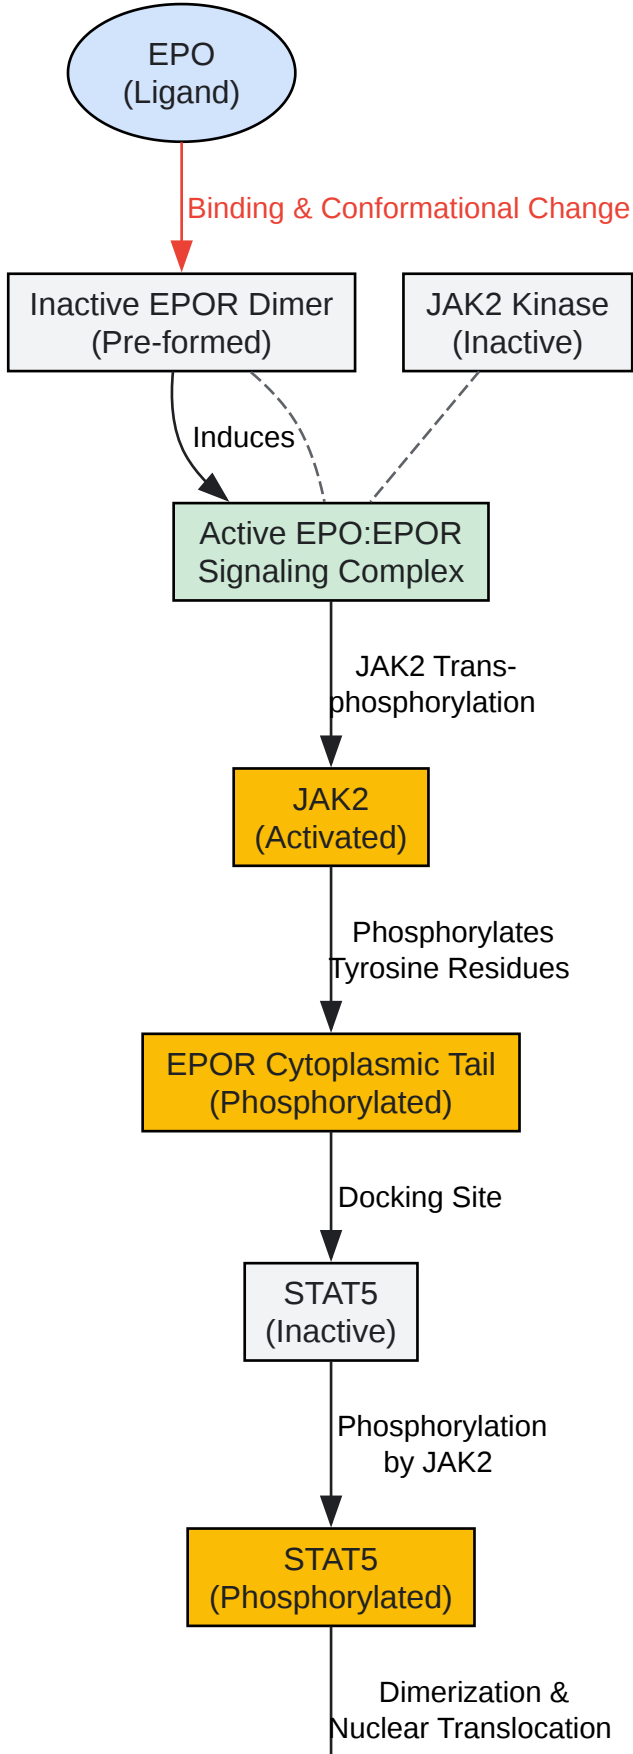 EPO
(Ligand)
Binding & Conformational Change
Inactive EPOR Dimer
(Pre-formed)
JAK2 Kinase
(Inactive)
Induces
Active EPO:EPOR
Signaling Complex
JAK2 Trans-
phosphorylation
JAK2
(Activated)
Phosphorylates
Tyrosine Residues
EPOR Cytoplasmic Tail
(Phosphorylated)
Docking Site
STAT5
(Inactive)
Phosphorylation
by JAK2
STAT5
(Phosphorylated)
Dimerization &
Nuclear Translocation